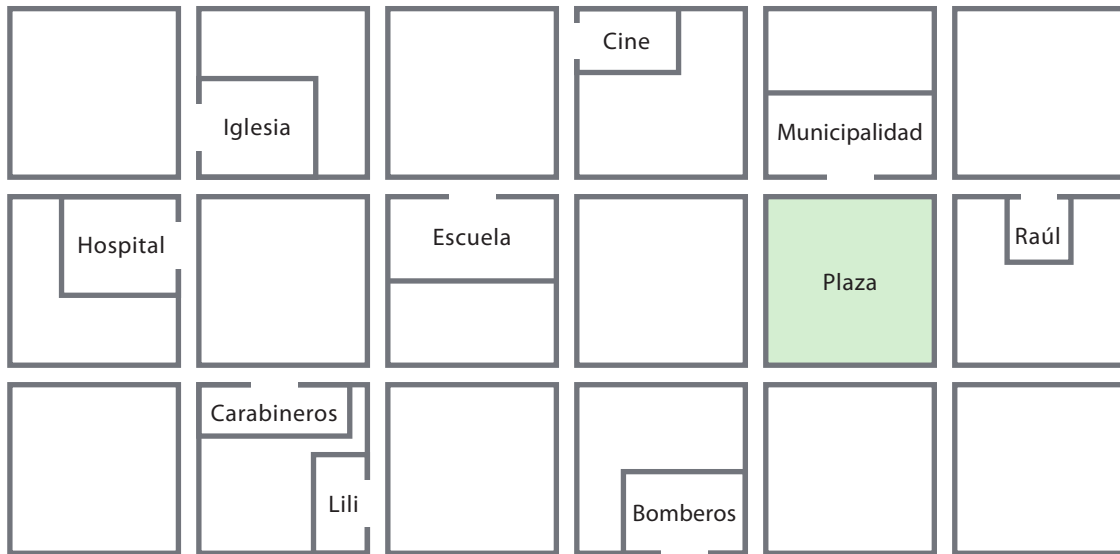 Cine
Iglesia
Municipalidad
Hospital
Escuela
Raúl
Plaza
Carabineros
Lili
Bomberos